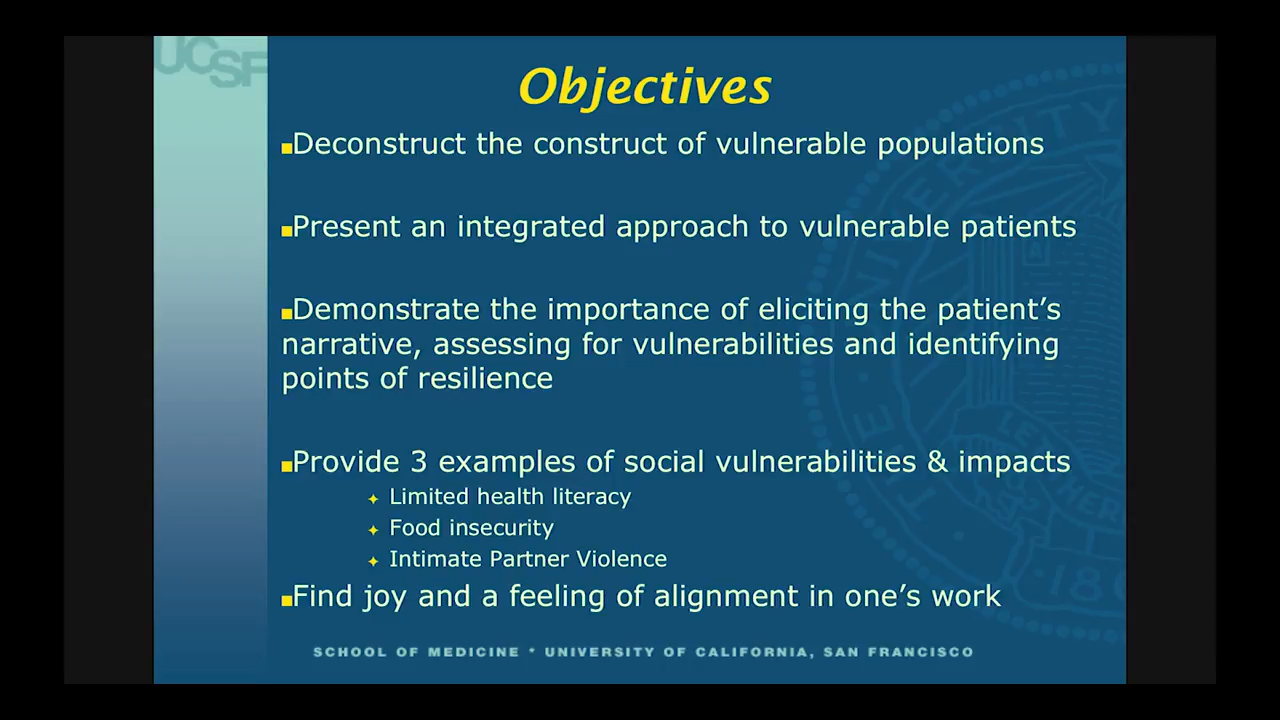 UCSF
Objectives
Deconstruct the construct of vulnerable populations
Present an integrated approach to vulnerable patients
Demonstrate the importance of eliciting the patient’s
narrative, assessing for vulnerabilities and identifying
points of resilience
Provide 3 examples of social vulnerabilities & impacts
Limited health literacy
Food insecurity
Intimate Partner Violence
Find joy and a feeling of alignment in one’s work
SCHOOL OF MEDICINE * UNIVERSITY OF CALIFORNIA, SAN FRANCISCO